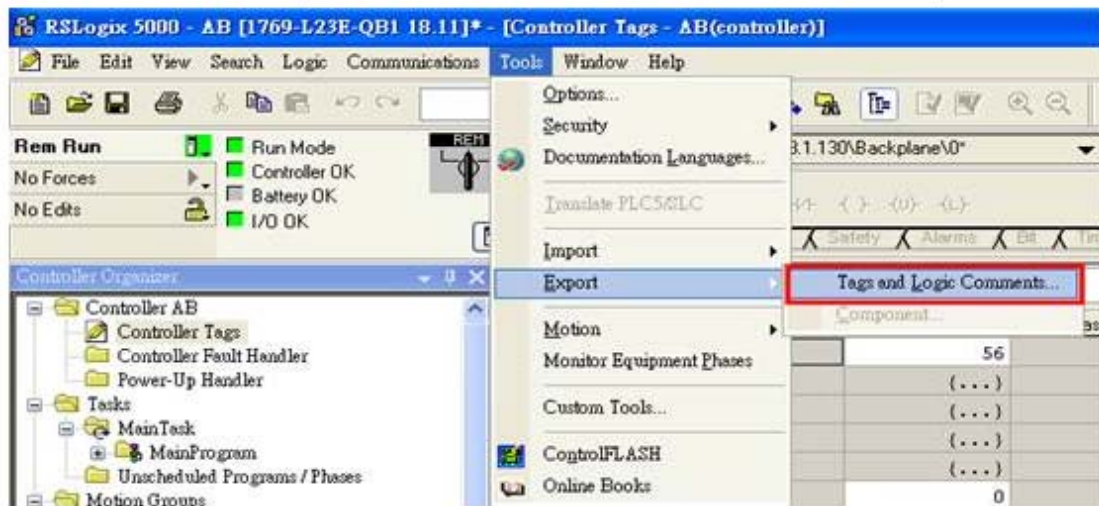 RSLogix 5000 - AB [1769-L23E-QB1 18.11]* - [Controller Tags - AB(controller)]
File Edit View Search Logic Communications Tools Window Help
Options...
Security
Documentation Languages...
Translate PLC5/SLC
Import
Export
Motion
Monitor Equipment Phases
Custom Tools...
ControlFLASH
Online Books
Tags and Logic Comments...
Component...
Rem Run
No Forces
No Edits
Run Mode
Controller OK
Battery OK
I/O OK
REM
.1.130\Backplane\0*
Safety Alarms Bit
Controller Organizer
Controller AB
Controller Tags
Controller Fault Handler
Power-Up Handler
Tasks
MainTask
MainProgram
Unscheduled Programs / Phases
Motion Groups
56
{...}
{...}
{...}
{...}
0